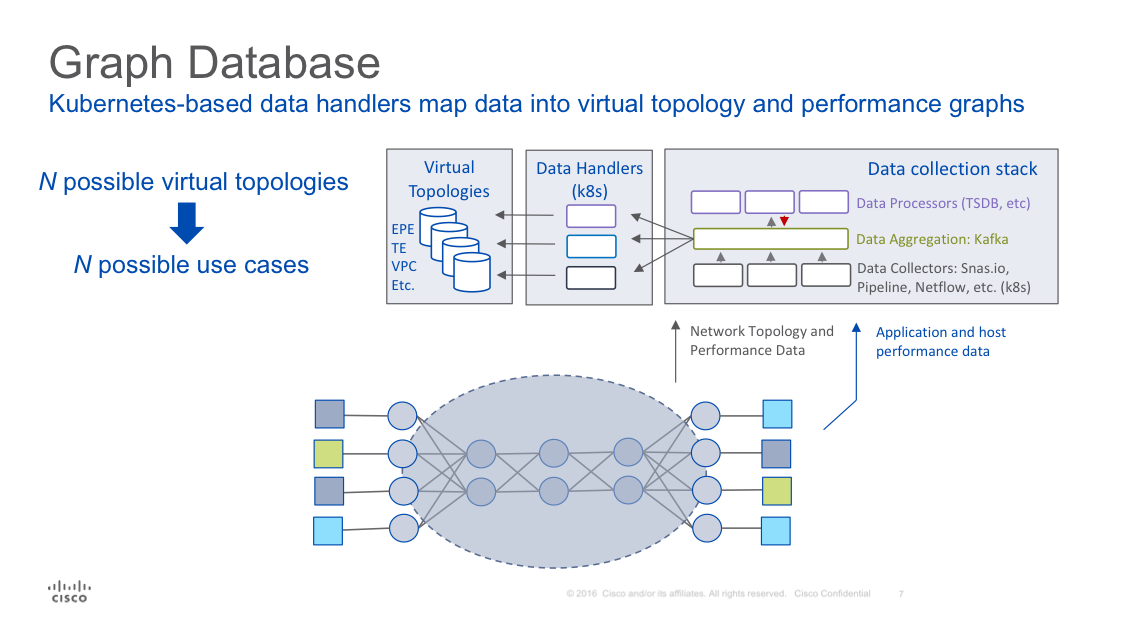 Graph Database
Kubernetes-based data handlers map data into virtual topology and performance graphs
N possible virtual topologies
N possible use cases
Virtual
Topologies
EPE
TE
VPC
Etc.
Data Handlers
(k8s)
Data collection stack
Data Processors (TSDB, etc)
Data Aggregation: Kafka
Data Collectors: Snas.io,
Pipeline, Netflow, etc. (k8s)
Network Topology and
Performance Data
Application and host
performance data
CISCO
© 2016 Cisco and/or its affiliates. All rights reserved. Cisco Confidential
7